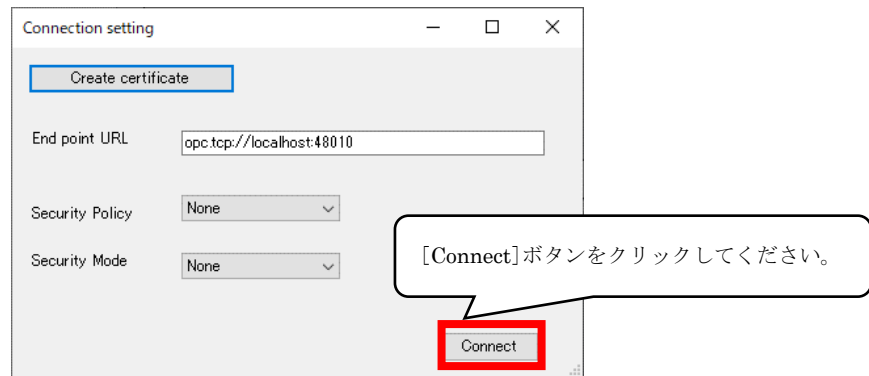 Connection setting
Create certificate
End point URL
opc.tcp://localhost:48010
Security Policy
None
Security Mode
None
[Connect]ボタンをクリックしてください。
Connect